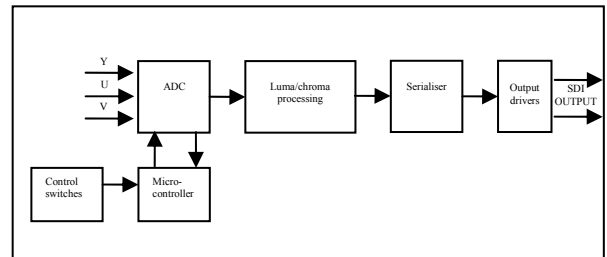 Y
U
V
ADC
Luma/chroma
processing
Serialiser
Output
drivers
SDI
OUTPUT
Control
switches
Micro-
controller